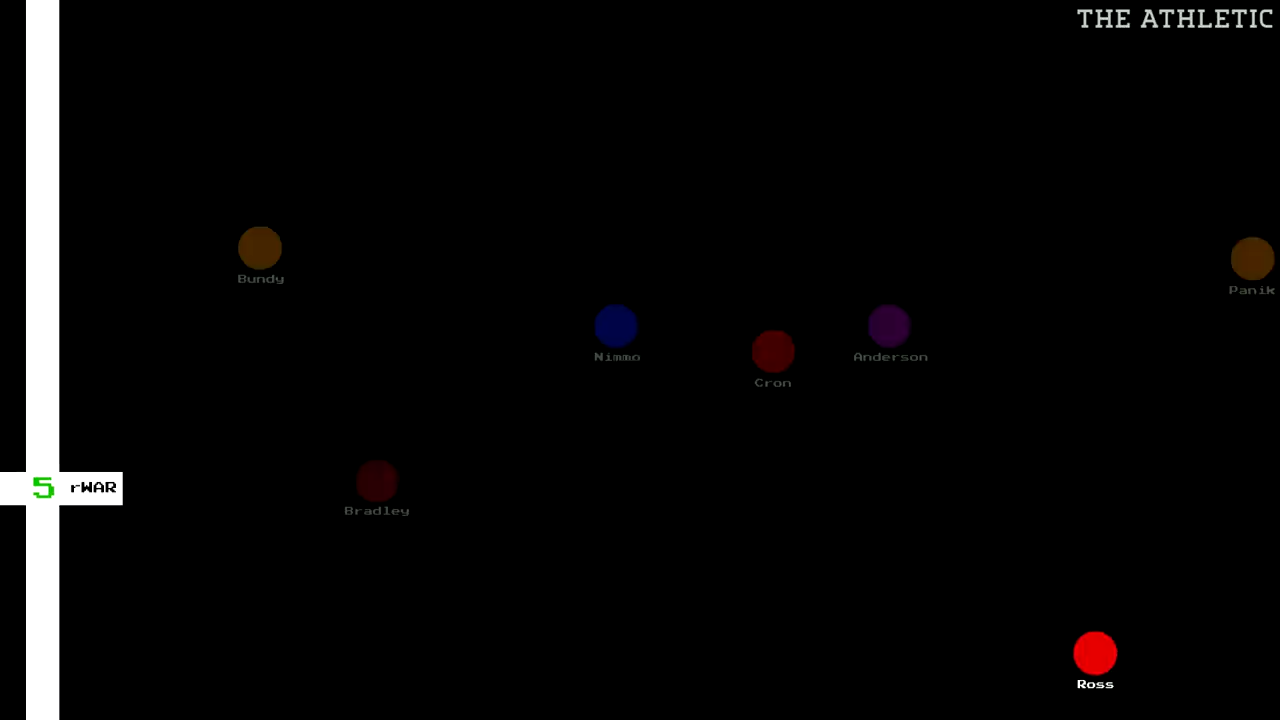 THE ATHLETIC
Bundy
Panik
Nimmo
Anderson
Cron
5 rWAR
Bradley
Ross